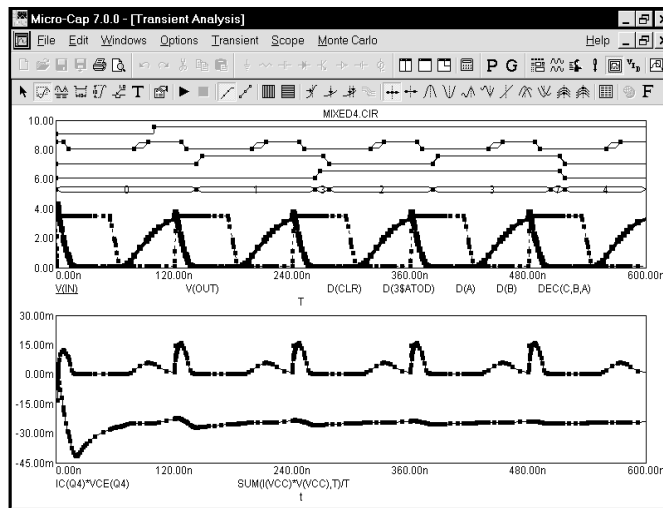 Micro-Cap 7.0.0 - [Transient Analysis]
File Edit Windows Options Transient Scope Monte Carlo Help
T P G
F
MIXED4.CIR
10.00
8.00
6.00
4.00
2.00
0.00
0 1 3 2 3 7 4
0.00n 120.00n 240.00n 360.00n 480.00n 600.00n
V(IN) V(OUT) D(CLR) D(3$ATOD) D(A) D(B) DEC(C,B,A)
T
30.00m
15.00m
0.00m
-15.00m
-30.00m
-45.00m
0.00n 120.00n 240.00n 360.00n 480.00n 600.00n
IC(Q4)*VCE(Q4) SUM(I(VCC)*V(VCC),T)/T
t